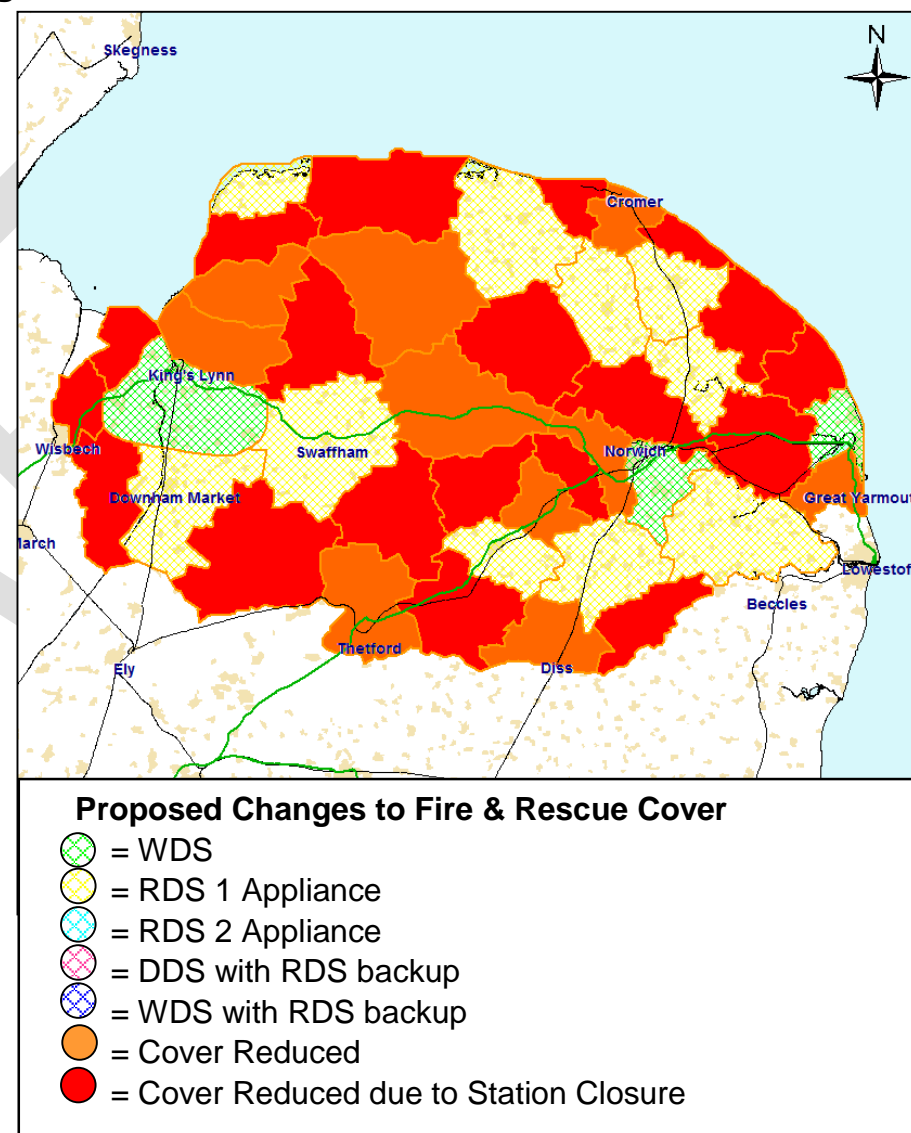 Skegness
N
Cromer
King's Lynn
Wisbech
Swaffham
Norwich
Downham Market
Great Yarmout
March
Lowestof
Beccles
Thetford
Diss
Ely
Proposed Changes to Fire & Rescue Cover
= WDS
= RDS 1 Appliance
= RDS 2 Appliance
= DDS with RDS backup
= WDS with RDS backup
= Cover Reduced
= Cover Reduced due to Station Closure